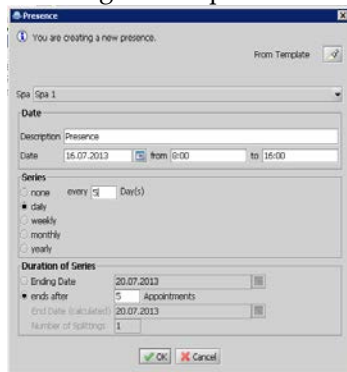 Presence
You are creating a new presence.
From Template
Spa Spa 1
Date
Description Presence
Date 16.07.2013 from 8:00 to 16:00
Series
none every 5 Day(s)
daily
weekly
monthly
yearly
Duration of Series
Ending Date 20.07.2013
ends after 5 Appointments
End Date (calculated) 20.07.2013
Number of Splittings 1
OK Cancel